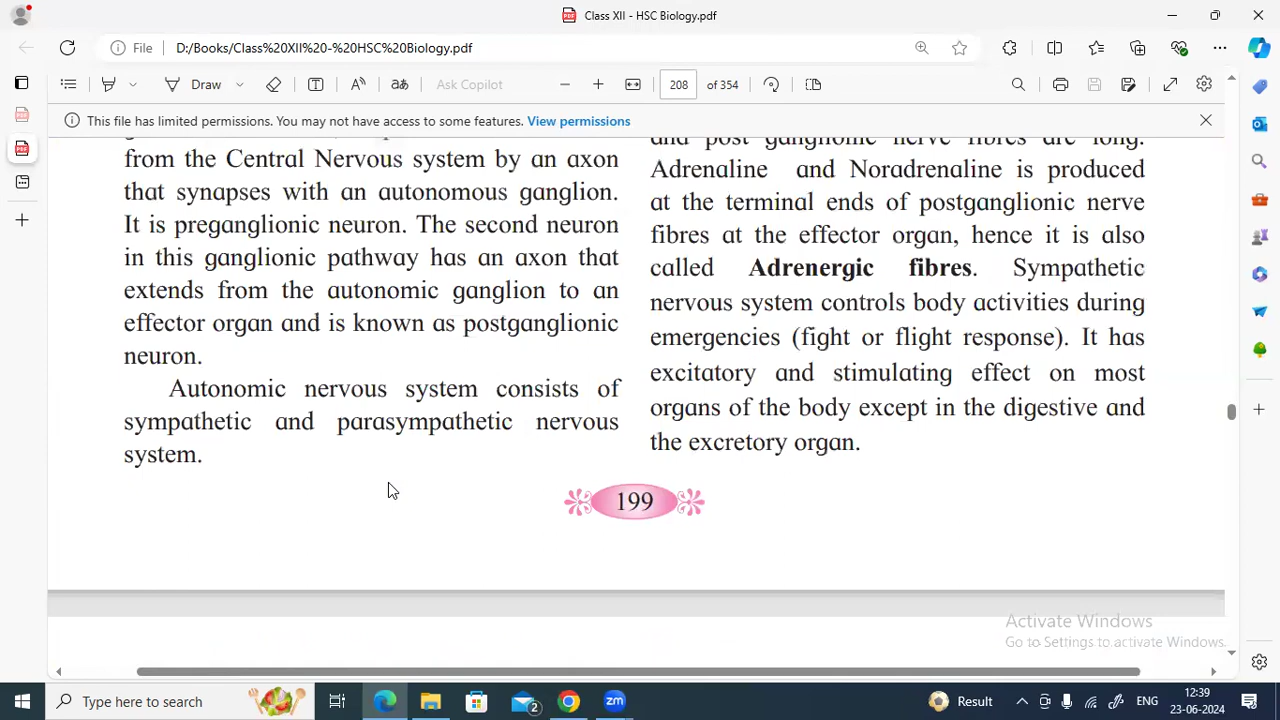 Class XII - HSC Biology.pdf
File
D:/Books/Class%20XII%20-%20HSC%20Biology.pdf
Draw
Ask Copilot
208
of 354
This file has limited permissions. You may not have access to some features. View permissions
from the Central Nervous system by an axon
that synapses with an autonomous ganglion.
It is preganglionic neuron. The second neuron
in this ganglionic pathway has an axon that
extends from the autonomic ganglion to an
effector organ and is known as postganglionic
neuron.
Autonomic nervous system consists of
sympathetic and parasympathetic nervous
system.
and post ganglionic nerve fibres are long.
Adrenaline and Noradrenaline is produced
at the terminal ends of postganglionic nerve
fibres at the effector organ, hence it is also
called Adrenergic fibres. Sympathetic
nervous system controls body activities during
emergencies (fight or flight response). It has
excitatory and stimulating effect on most
organs of the body except in the digestive and
the excretory organ.
199
Activate Windows
Go to Settings to activate Windows.
Type here to search
2
Result
ENG
12:39
23-06-2024